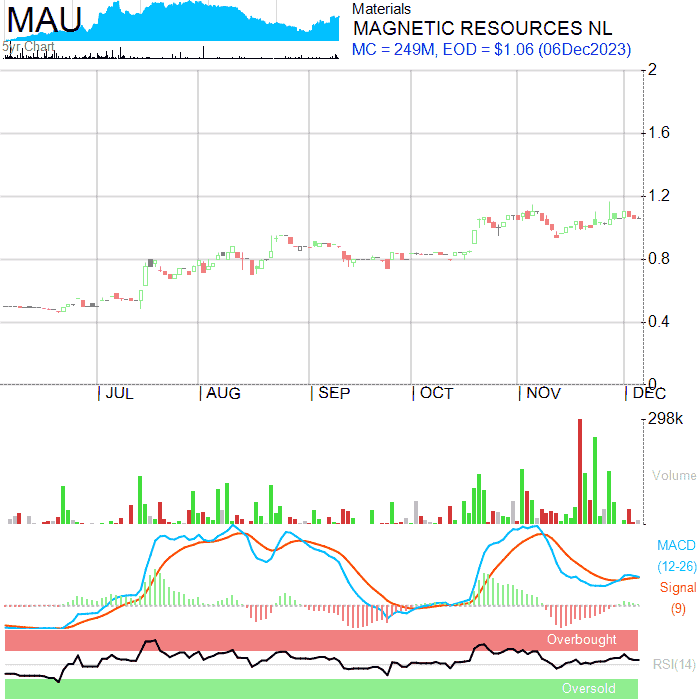 MAU
5yr Chart
Materials
MAGNETIC RESOURCES NL
MC = 249M, EOD = $1.06 (06Dec2023)
2
1.6
1.2
0.8
0.4
0
JUL
AUG
SEP
OCT
NOV
DEC
298k
Volume
MACD
(12-26)
Signal
(9)
Overbought
RSI(14)
Oversold